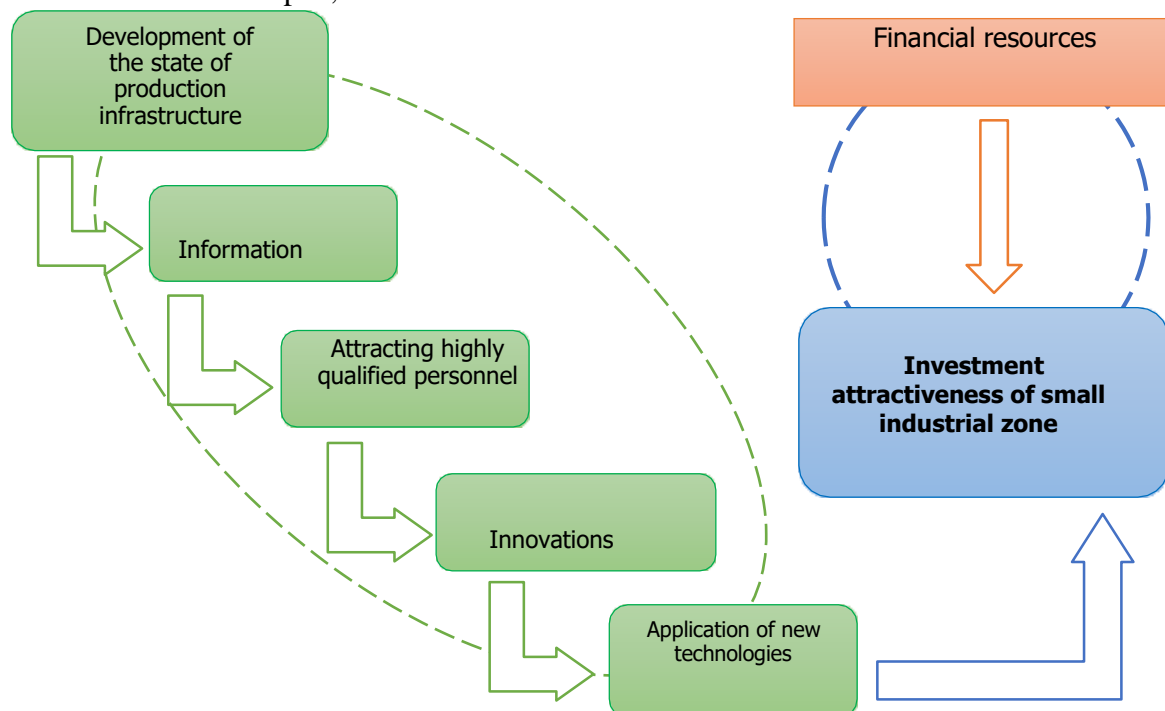 Development of
the state of
production
infrastructure
Financial resources
Information
Attracting highly
qualified personnel
Investment
attractiveness of small
industrial zone
Innovations
Application of new
technologies